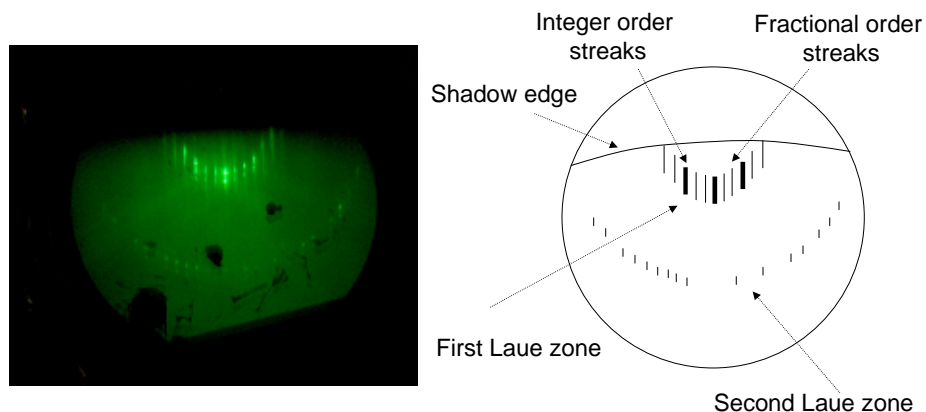 Integer order
streaks
Fractional order
streaks
Shadow edge
First Laue zone
Second Laue zone